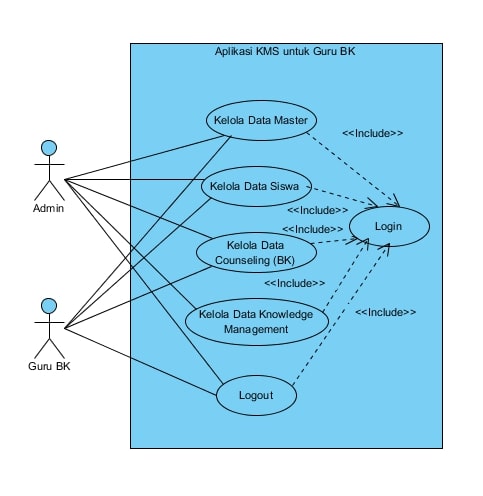 Aplikasi KMS untuk Guru BK
Kelola Data Master
<<Include>>
Admin
Kelola Data Siswa
<<Include>>
Login
<<Include>>
Kelola Data
Counseling (BK)
<<Include>>
Kelola Data Knowledge
Management
<<Include>>
Guru BK
Logout